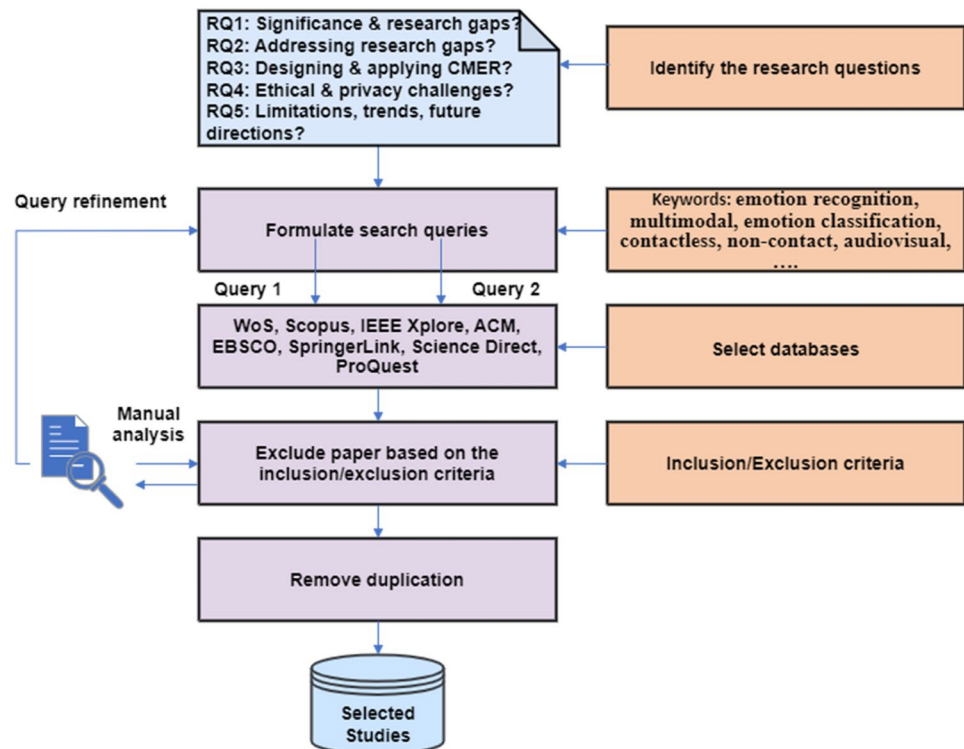 RQ1: Significance & research gaps?
RQ2: Addressing research gaps?
RQ3: Designing & applying CMER?
RQ4: Ethical & privacy challenges?
RQ5: Limitations, trends, future
directions?
Identify the research questions
Query refinement
Formulate search queries
Keywords: emotion recognition,
multimodal, emotion classification,
contactless, non-contact, audiovisual,
....
Query 1
Query 2
WoS, Scopus, IEEE Xplore, ACM,
EBSCO, SpringerLink, Science Direct,
ProQuest
Select databases
Manual
analysis
Exclude paper based on the
inclusion/exclusion criteria
Inclusion/Exclusion criteria
Remove duplication
Selected
Studies